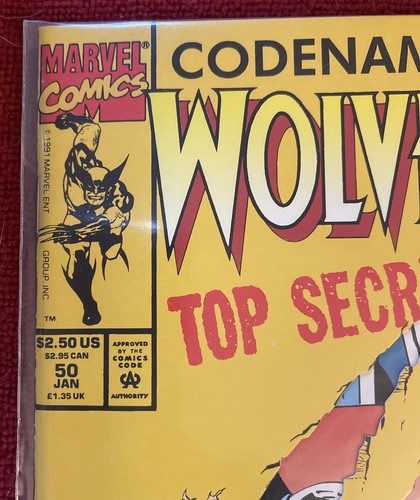 MARVEL®
COMICS
CODENAM
WOLV
TOP SECR
© 1991 MARVEL ENT
GROUP, INC.
TM
$2.50 US
$2.95 CAN
50
JAN
£1.35 UK
APPROVED
BY THE
COMICS
CODE
CA
AUTHORITY